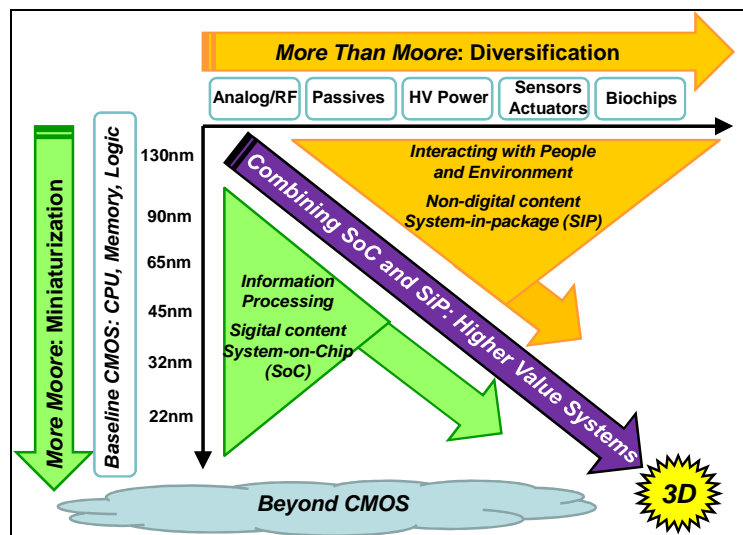 More Than Moore: Diversification
Analog/RF
Passives
HV Power
Sensors
Actuators
Biochips
More Moore: Miniaturization
Baseline CMOS: CPU, Memory, Logic
130nm
90nm
65nm
45nm
32nm
22nm
Interacting with People
and Environment
Non-digital content
System-in-package (SIP)
Combining SoC and SiP: Higher Value Systems
Information
Processing
Sigital content
System-on-Chip
(SoC)
3D
Beyond CMOS